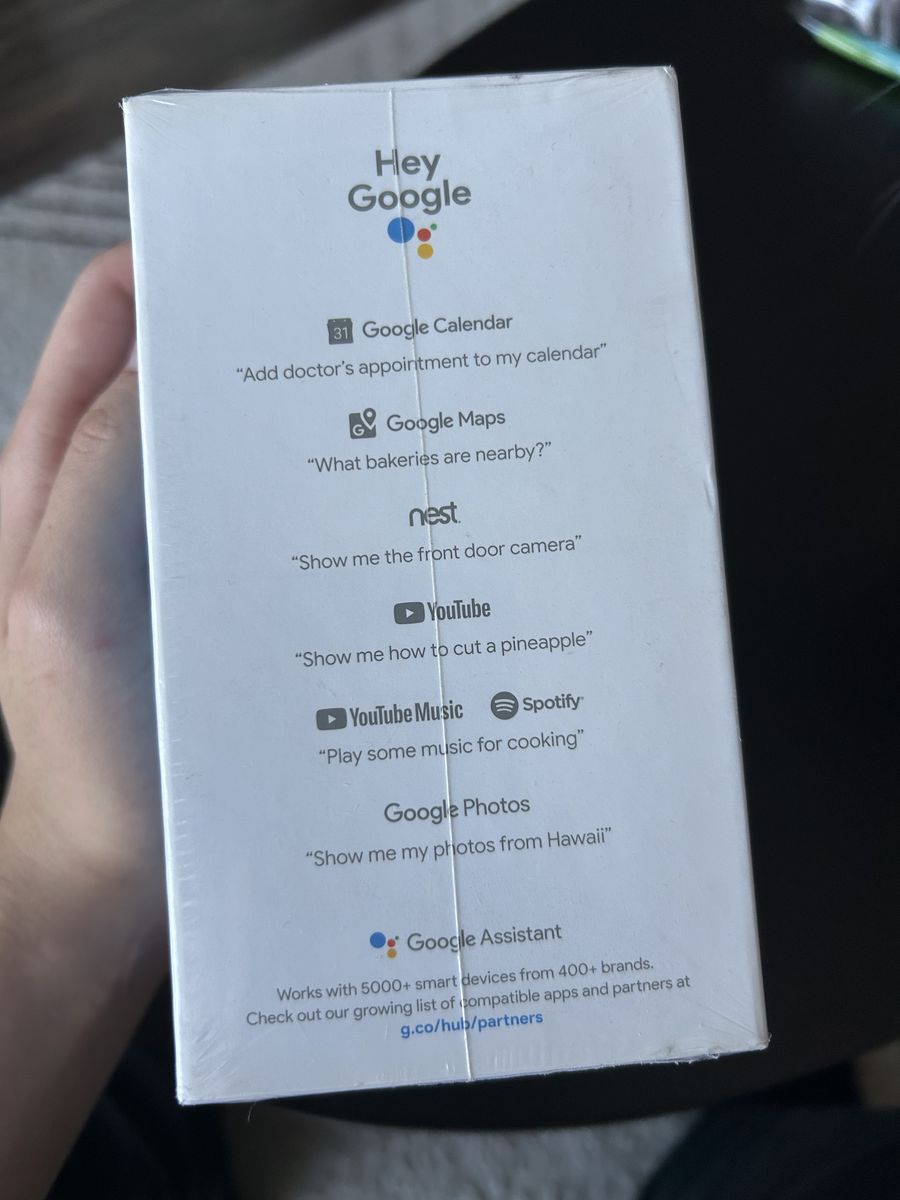 Hey
Google
31 Google Calendar
“Add doctor’s appointment to my calendar”
G Google Maps
“What bakeries are nearby?”
nest
“Show me the front door camera”
YouTube
“Show me how to cut a pineapple”
YouTube Music Spotify
“Play some music for cooking”
Google Photos
“Show me my photos from Hawaii”
Google Assistant
Works with 5000+ smart devices from 400+ brands.
Check out our growing list of compatible apps and partners at
g.co/hub/partners